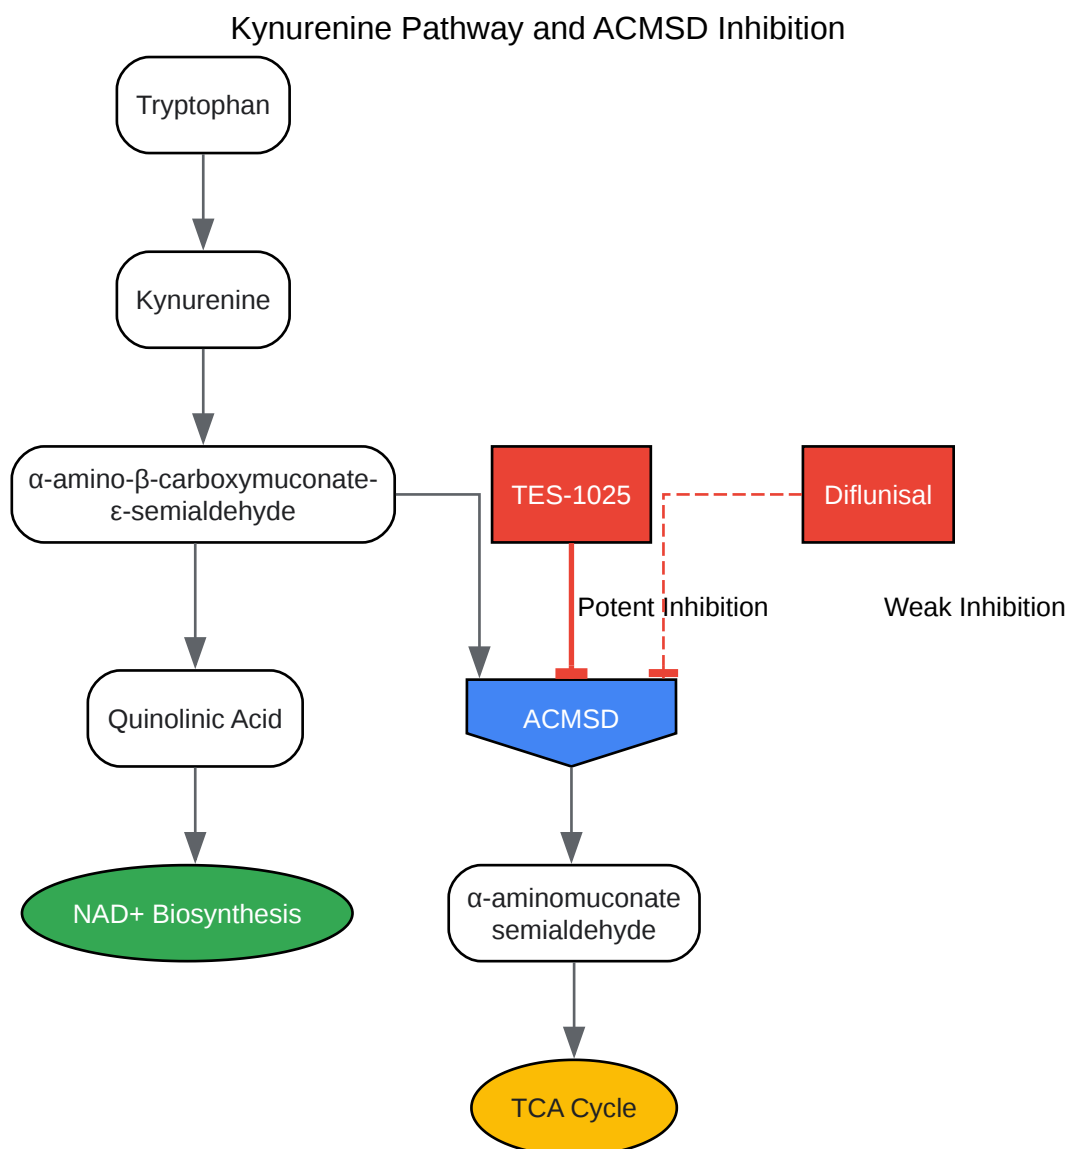 Kynurenine Pathway and ACMSD Inhibition
Tryptophan
Kynurenine
α-amino-β-carboxymuconate-
ε-semialdehyde
TES-1025
Diflunisal
Potent Inhibition
Weak Inhibition
Quinolinic Acid
ACMSD
NAD+ Biosynthesis
α-aminomuconate
semialdehyde
TCA Cycle